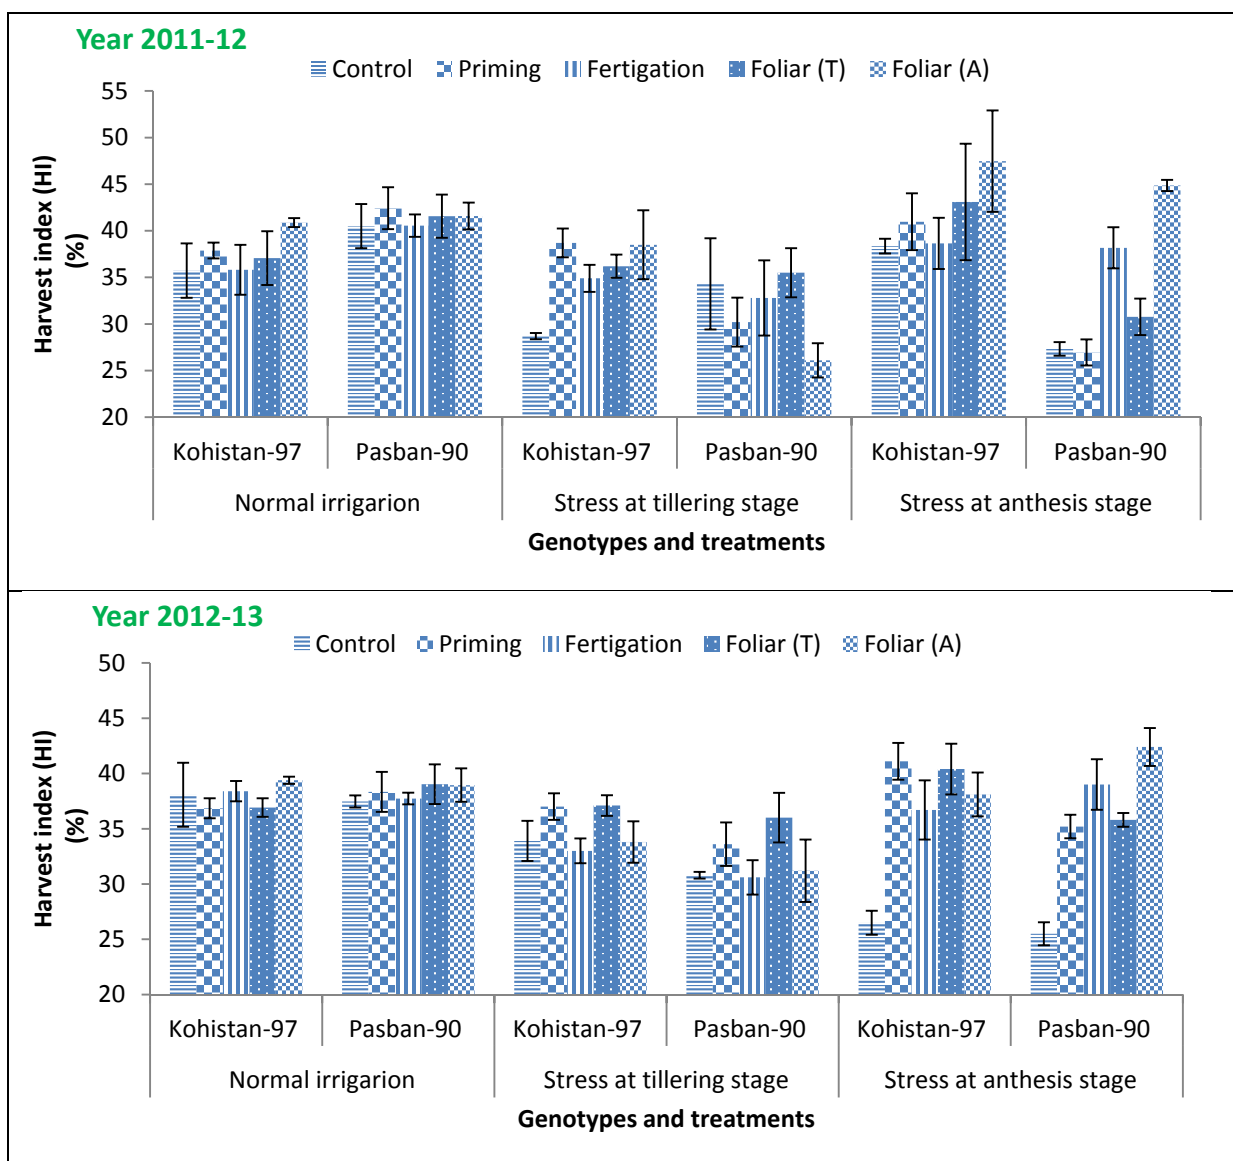 Year 2011-12
Control Priming Fertigation Foliar (T) Foliar (A)
55
50
45
40
35
30
25
20
Harvest index (HI)
(%)
Kohistan-97 Pasban-90 Kohistan-97 Pasban-90 Kohistan-97 Pasban-90
Normal irrigarion Stress at tillering stage Stress at anthesis stage
Genotypes and treatments
Year 2012-13
Control Priming Fertigation Foliar (T) Foliar (A)
50
45
40
35
30
25
20
Harvest index (HI)
(%)
Kohistan-97 Pasban-90 Kohistan-97 Pasban-90 Kohistan-97 Pasban-90
Normal irrigarion Stress at tillering stage Stress at anthesis stage
Genotypes and treatments